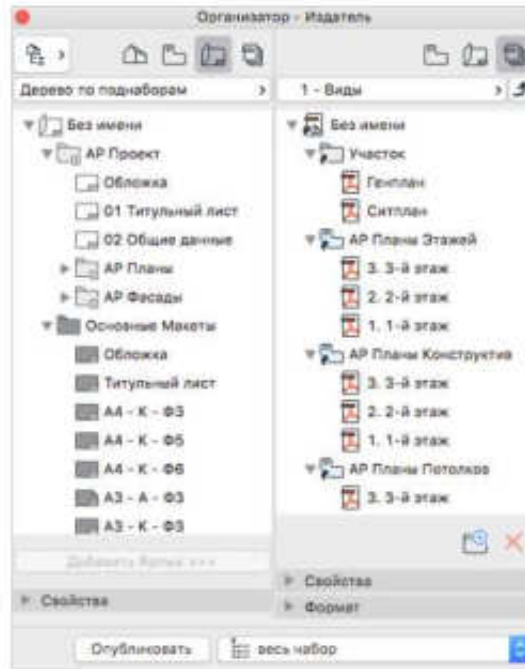 Организатор - Издатель
Дерево по поднаборам
Без имени
АР Проект
Обложка
01 Титульный лист
02 Общие данные
АР Планы
АР Фасады
Основные Макеты
Обложка
Титульный лист
А4 - К - Ф3
А4 - К - Ф5
А4 - К - Ф6
А3 - А - Ф3
А3 - К - Ф3
Свойства
1 - Виды
Без имени
Участок
Генплан
Ситплан
АР Планы Этажей
3. 3-й этаж
2. 2-й этаж
1. 1-й этаж
АР Планы Конструктив
3. 3-й этаж
2. 2-й этаж
1. 1-й этаж
АР Планы Потолков
3. 3-й этаж
Свойства
Формат
Опубликовать
весь набор